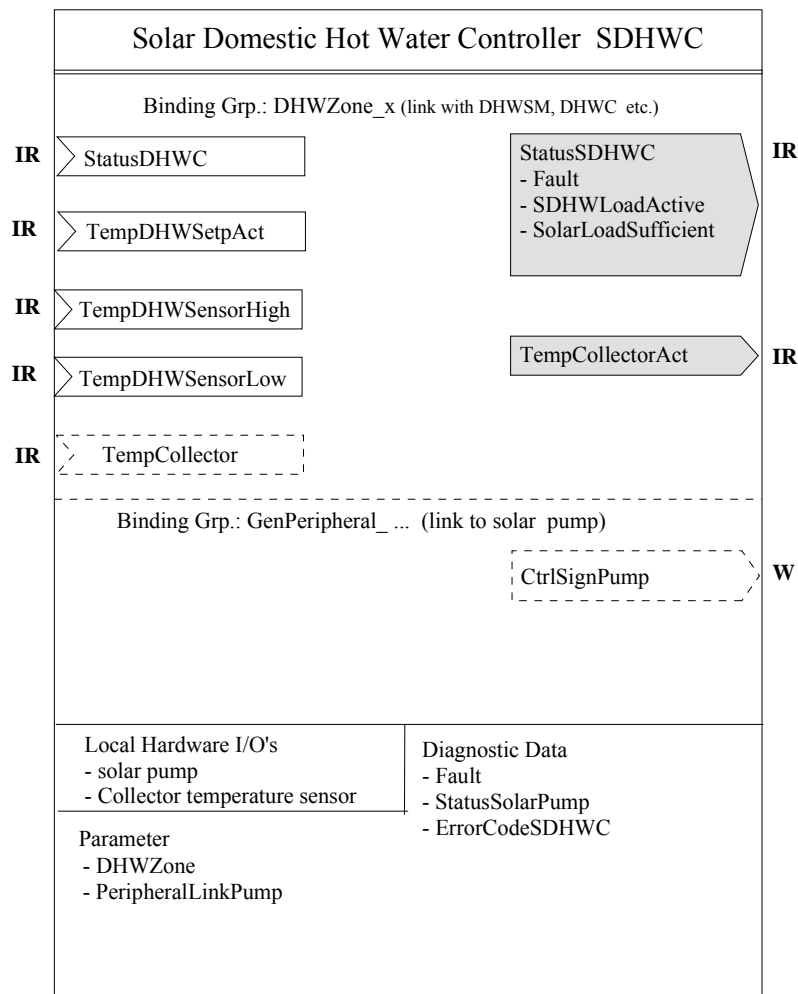 Solar Domestic Hot Water Controller SDHWC
Binding Grp.: DHWZone_x (link with DHWSM, DHWC etc.)
IR
StatusDHWC
IR
TempDHWSetpAct
IR
TempDHWSensorHigh
IR
TempDHWSensorLow
IR
TempCollector
StatusSDHWC
- Fault
- SDHWLoadActive
- SolarLoadSufficient
IR
TempCollectorAct
IR
Binding Grp.: GenPeripheral_ ... (link to solar pump)
CtrlSignPump
W
Local Hardware I/O's
- solar pump
- Collector temperature sensor
Parameter
- DHWZone
- PeripheralLinkPump
Diagnostic Data
- Fault
- StatusSolarPump
- ErrorCodeSDHWC